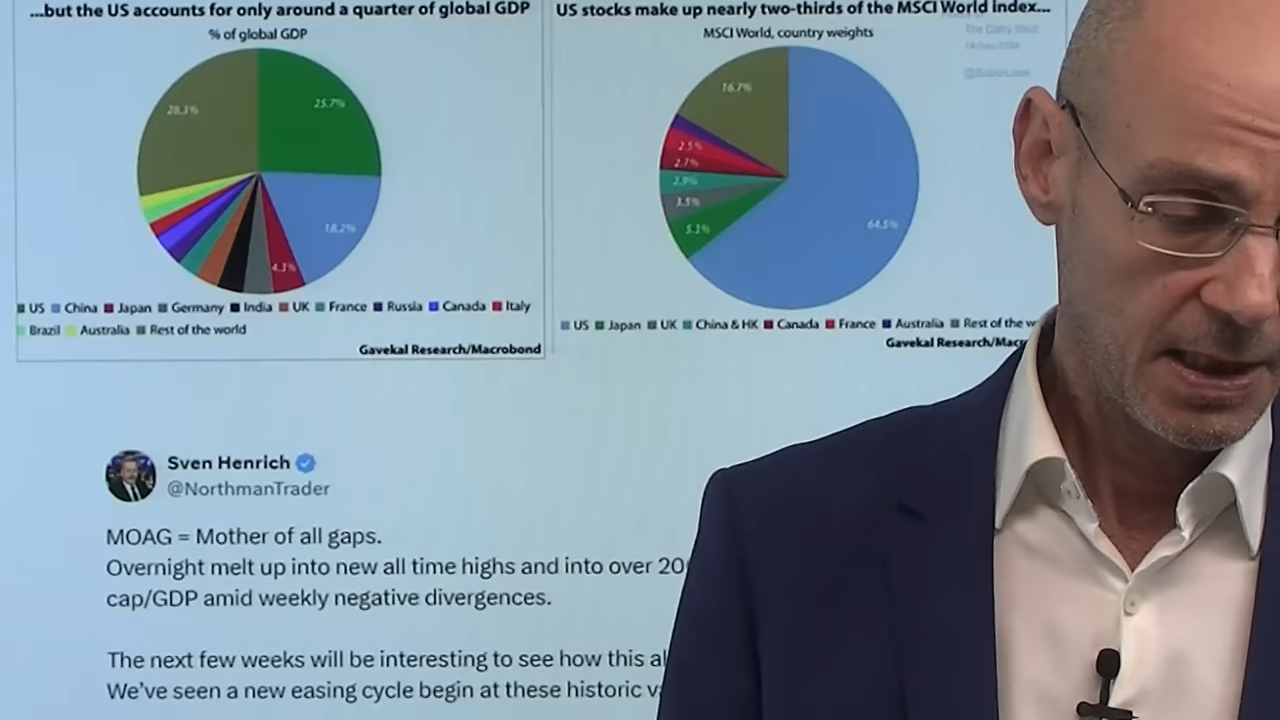 ...but the US accounts for only around a quarter of global GDP
% of global GDP
28.3%
25.7%
18.2%
4.3%
US China Japan Germany India UK France Russia Canada Italy
Brazil Australia Rest of the world
Gavekal Research/Macrobond
US stocks make up nearly two-thirds of the MSCI World index...
MSCI World, country weights
The Daily Shot
@SoberLook
16.7%
2.5%
2.7%
2.9%
3.5%
5.3%
64.5%
US Japan UK China & HK Canada France Australia Rest of the w
Gavekal Research/Macr
Sven Henrich
@NorthmanTrader
MOAG = Mother of all gaps.
Overnight melt up into new all time highs and into over 20
cap/GDP amid weekly negative divergences.
The next few weeks will be interesting to see how this al
We've seen a new easing cycle begin at these historic v